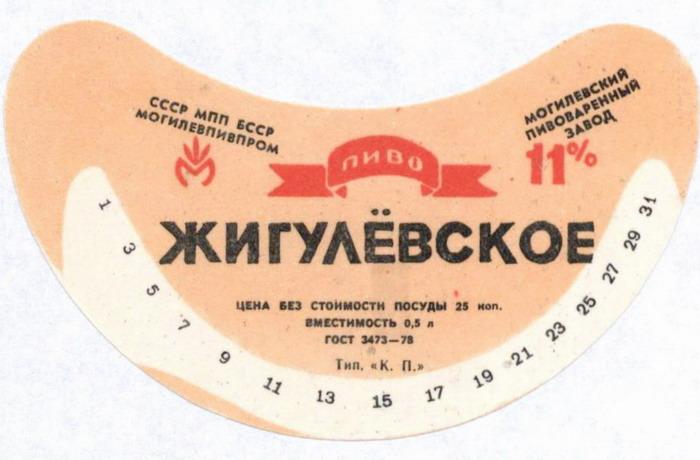 СССР МПП БССР
МОГИЛЕВПИВПРОМ
МОГИЛЕВСКИЙ
ПИВОВАРЕННЫЙ
ЗАВОД
11%
ПИВО
ЖИГУЛЁВСКОЕ
ЦЕНА БЕЗ СТОИМОСТИ ПОСУДЫ 25 коп.
ВМЕСТИМОСТЬ 0,5 л
ГОСТ 3473—78
Тип. «К. П.»
1 3 5 7 9 11 13 15 17 19 21 23 25 27 29 31